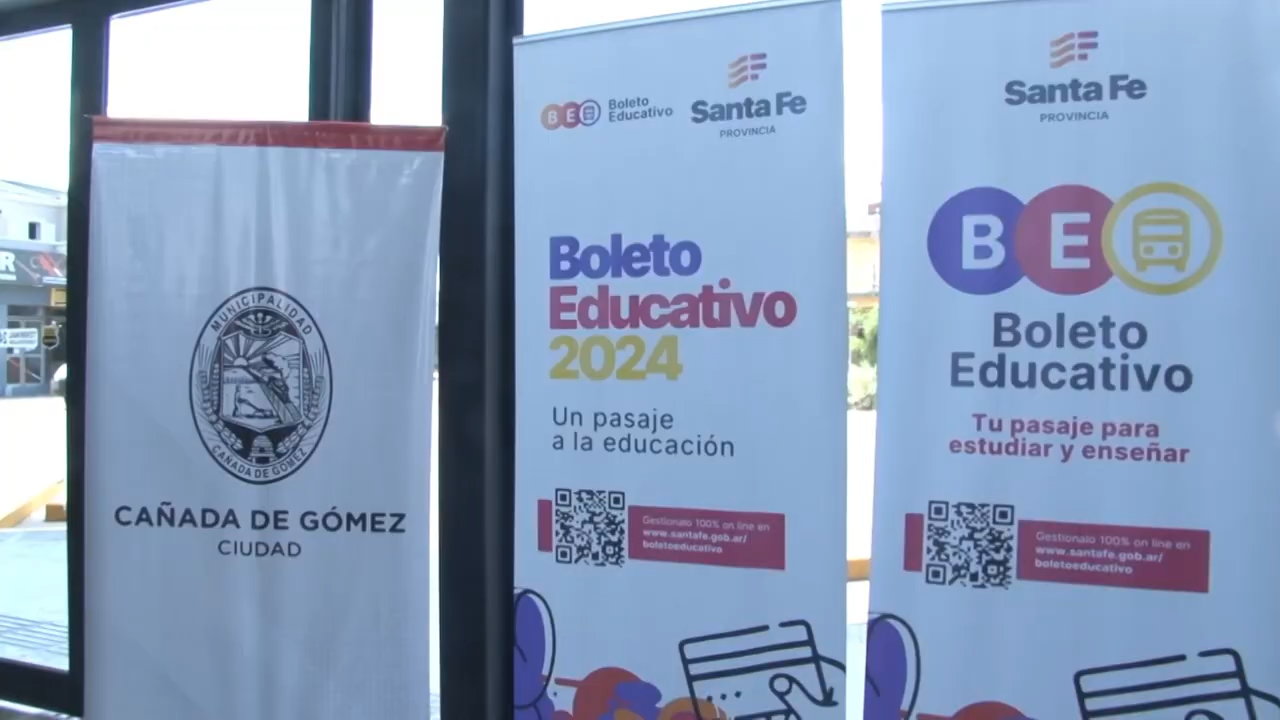 MUNICIPALIDAD
CAÑADA DE GÓMEZ
CAÑADA DE GÓMEZ
CIUDAD
BE
Boleto
Educativo
Santa Fe
PROVINCIA
Boleto
Educativo
2024
Un pasaje
a la educación
Gestionalo 100% on line en
www.santafe.gob.ar/
boletoeducativo
Santa Fe
PROVINCIA
BE
Boleto
Educativo
Tu pasaje para
estudiar y enseñar
Gestionalo 100% on line en
www.santafe.gob.ar/
boletoeducativo